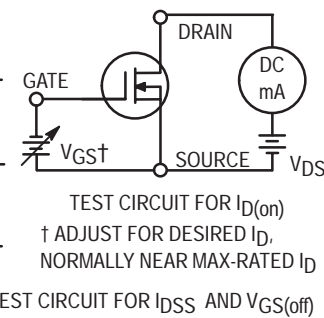 DRAIN
DC
mA
GATE
VGS†
SOURCE
VDS
TEST CIRCUIT FOR ID(on)
† ADJUST FOR DESIRED ID,
NORMALLY NEAR MAX-RATED ID
EST CIRCUIT FOR IDSS AND VGS(off)